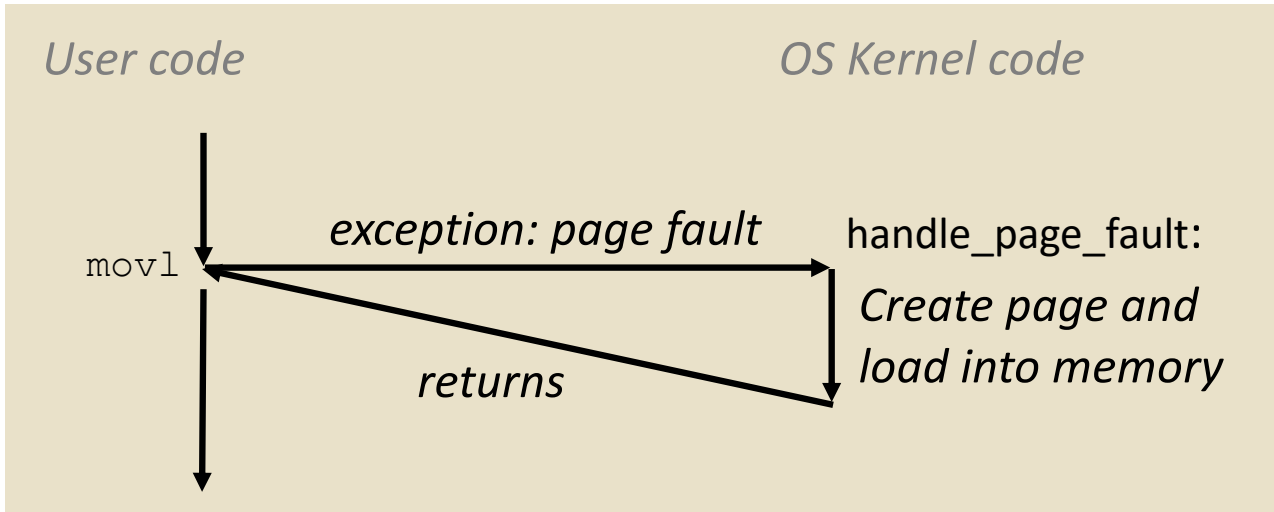 User code
OS Kernel code
exception: page fault
handle_page_fault:
movl
Create page and
load into memory
returns